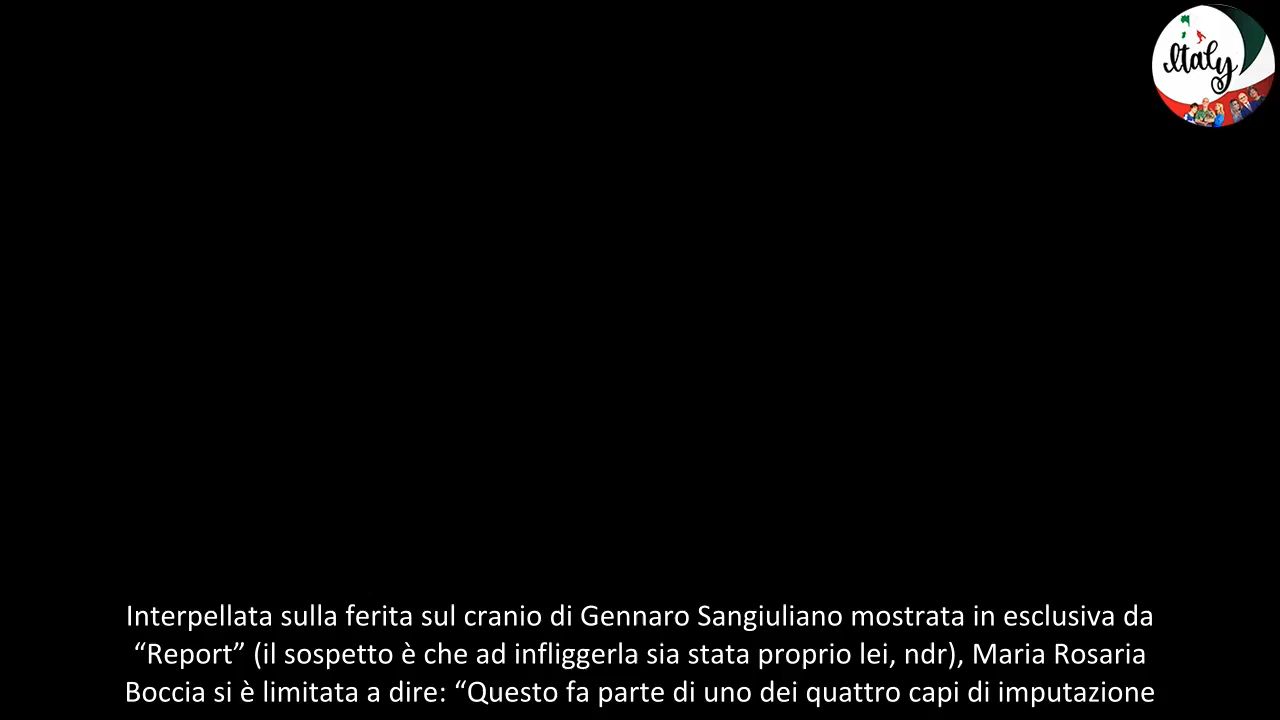 Italy
Interpellata sulla ferita sul cranio di Gennaro Sangiuliano mostrata in esclusiva da
“Report” (il sospetto è che ad infliggerla sia stata proprio lei, ndr), Maria Rosaria
Boccia si è limitata a dire: “Questo fa parte di uno dei quattro capi di imputazione